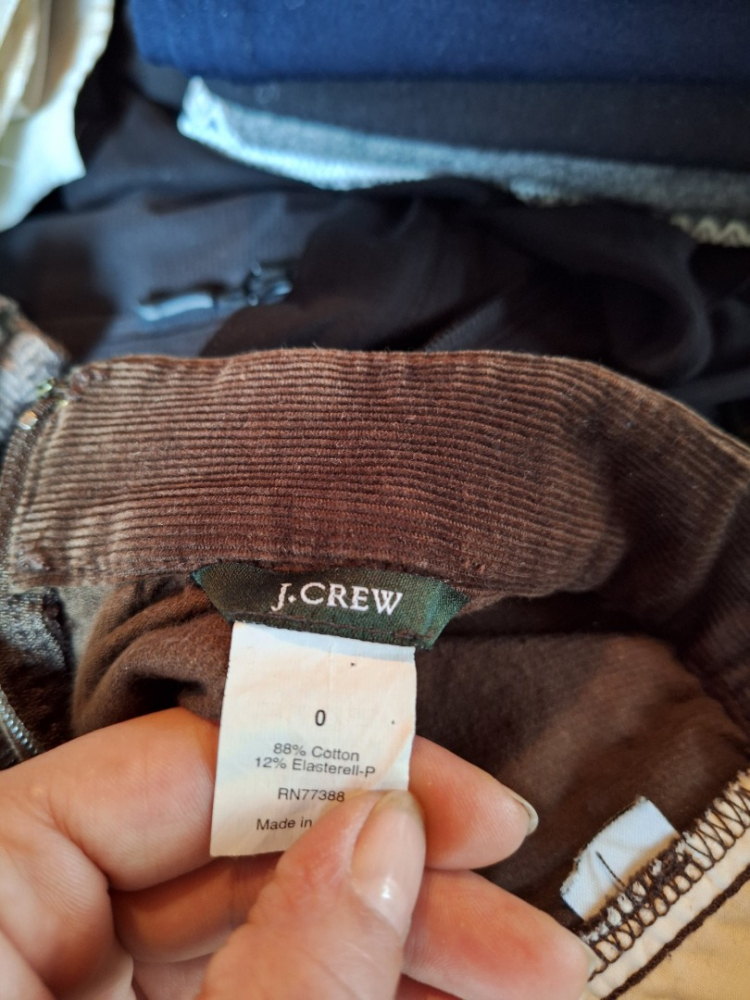 J.CREW
0
88% Cotton
12% Elasterell-P
RN77388
Made in